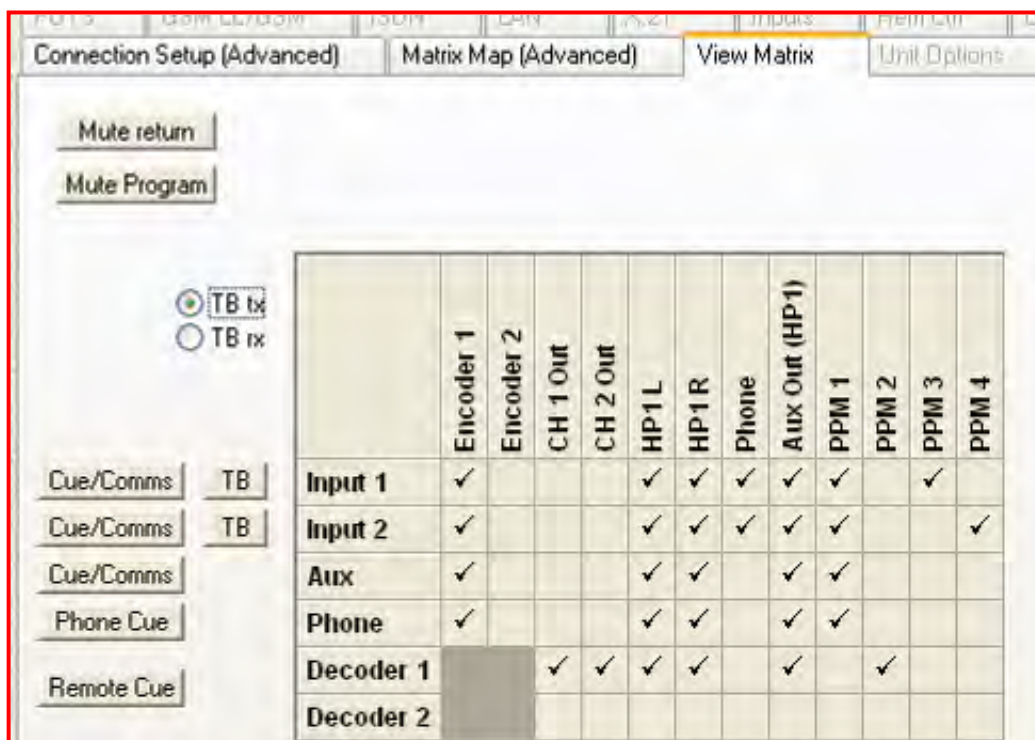 Connection Setup (Advanced) Matrix Map (Advanced) View Matrix Unit Options
Mute return
Mute Program
TB tx
TB rx
Encoder 1 Encoder 2 CH 1 Out CH 2 Out HP1 L HP1 R Phone Aux Out (HP1) PPM 1 PPM 2 PPM 3 PPM 4
Cue/Comms TB Input 1 ✓ ✓ ✓ ✓ ✓ ✓ ✓
Cue/Comms TB Input 2 ✓ ✓ ✓ ✓ ✓ ✓ ✓
Cue/Comms Aux ✓ ✓ ✓ ✓ ✓
Phone Cue Phone ✓ ✓ ✓ ✓ ✓
Remote Cue Decoder 1 ✓ ✓ ✓ ✓ ✓ ✓
Decoder 2